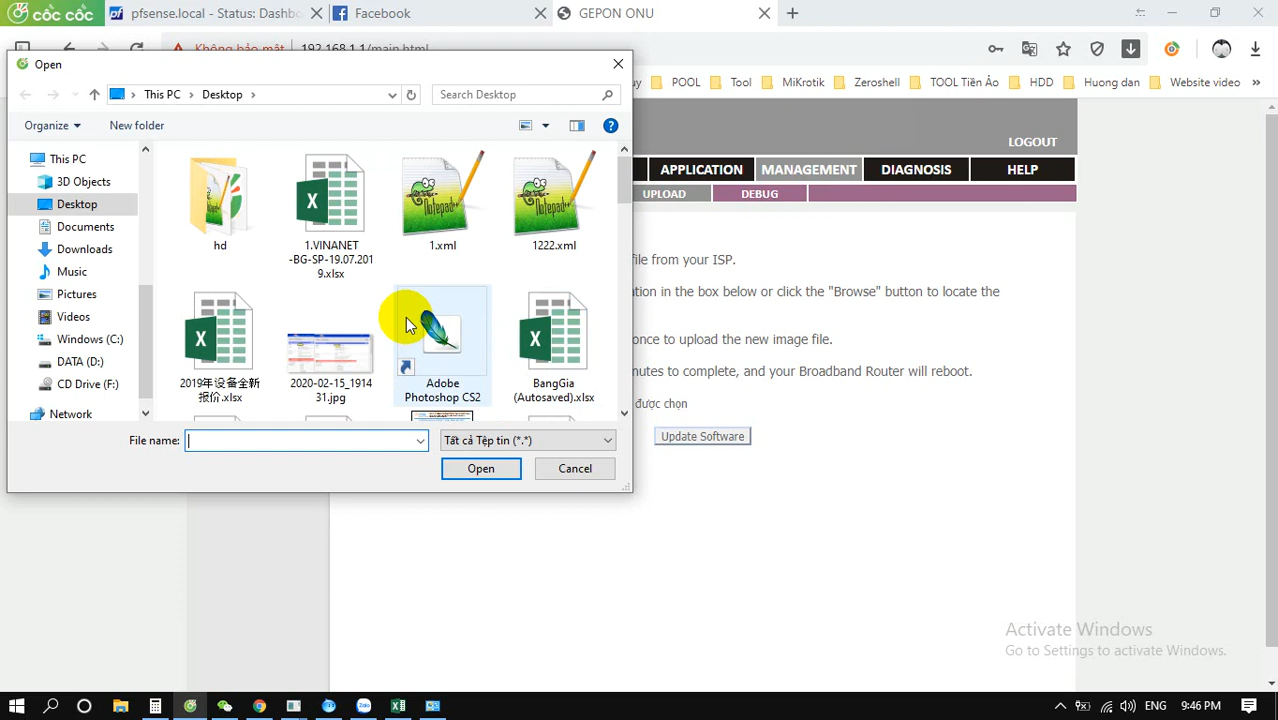 cốc cốc
pfsense.local - Status: Dashbo
Facebook
GEPON ONU
Không bảo mật
192.168.1.1/main.html
POOL
Tool
MiKrotik
Zeroshell
TOOL Tiền Ảo
HDD
Huong dan
Website video
»
Open
This PC
Desktop
Search Desktop
Organize
New folder
This PC
3D Objects
Desktop
Documents
Downloads
Music
Pictures
Videos
Windows (C:)
DATA (D:)
CD Drive (F:)
Network
hd
1.VINANET
-BG-SP-19.07.201
9.xlsx
1.xml
1222.xml
2019年设备全新
报价.xlsx
2020-02-15_1914
31.jpg
Adobe
Photoshop CS2
BangGia
(Autosaved).xlsx
File name:
Tất cả Tệp tin (*.*)
Open
Cancel
LOGOUT
APPLICATION
MANAGEMENT
DIAGNOSIS
HELP
UPLOAD
DEBUG
file from your ISP.
ation in the box below or click the "Browse" button to locate the
once to upload the new image file.
nutes to complete, and your Broadband Router will reboot.
được chọn
Update Software
Activate Windows
Go to Settings to activate Windows.
ENG
9:46 PM